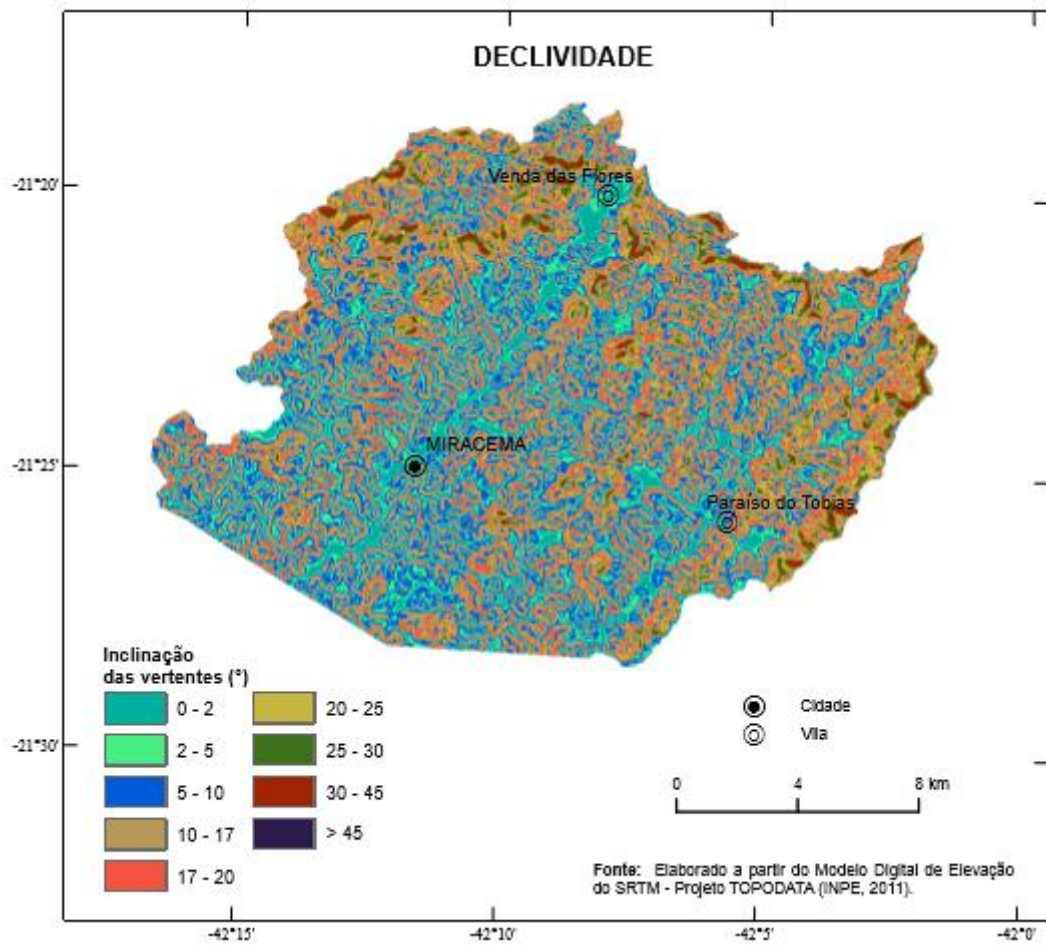 DECLIVIDADE
-21°20'
Venda das Flores
-21°25'
MIRACEMA
Paraíso do Tobias
Inclinação
das vertentes (°)
0 - 2
20 - 25
2 - 5
25 - 30
5 - 10
30 - 45
10 - 17
> 45
17 - 20
Cidade
Vila
-21°30'
0 4 8 km
Fonte: Elaborado a partir do Modelo Digital de Elevação
do SRTM - Projeto TOPODATA (INPE, 2011).
-42°15' -42°10' -42°5' -42°0'